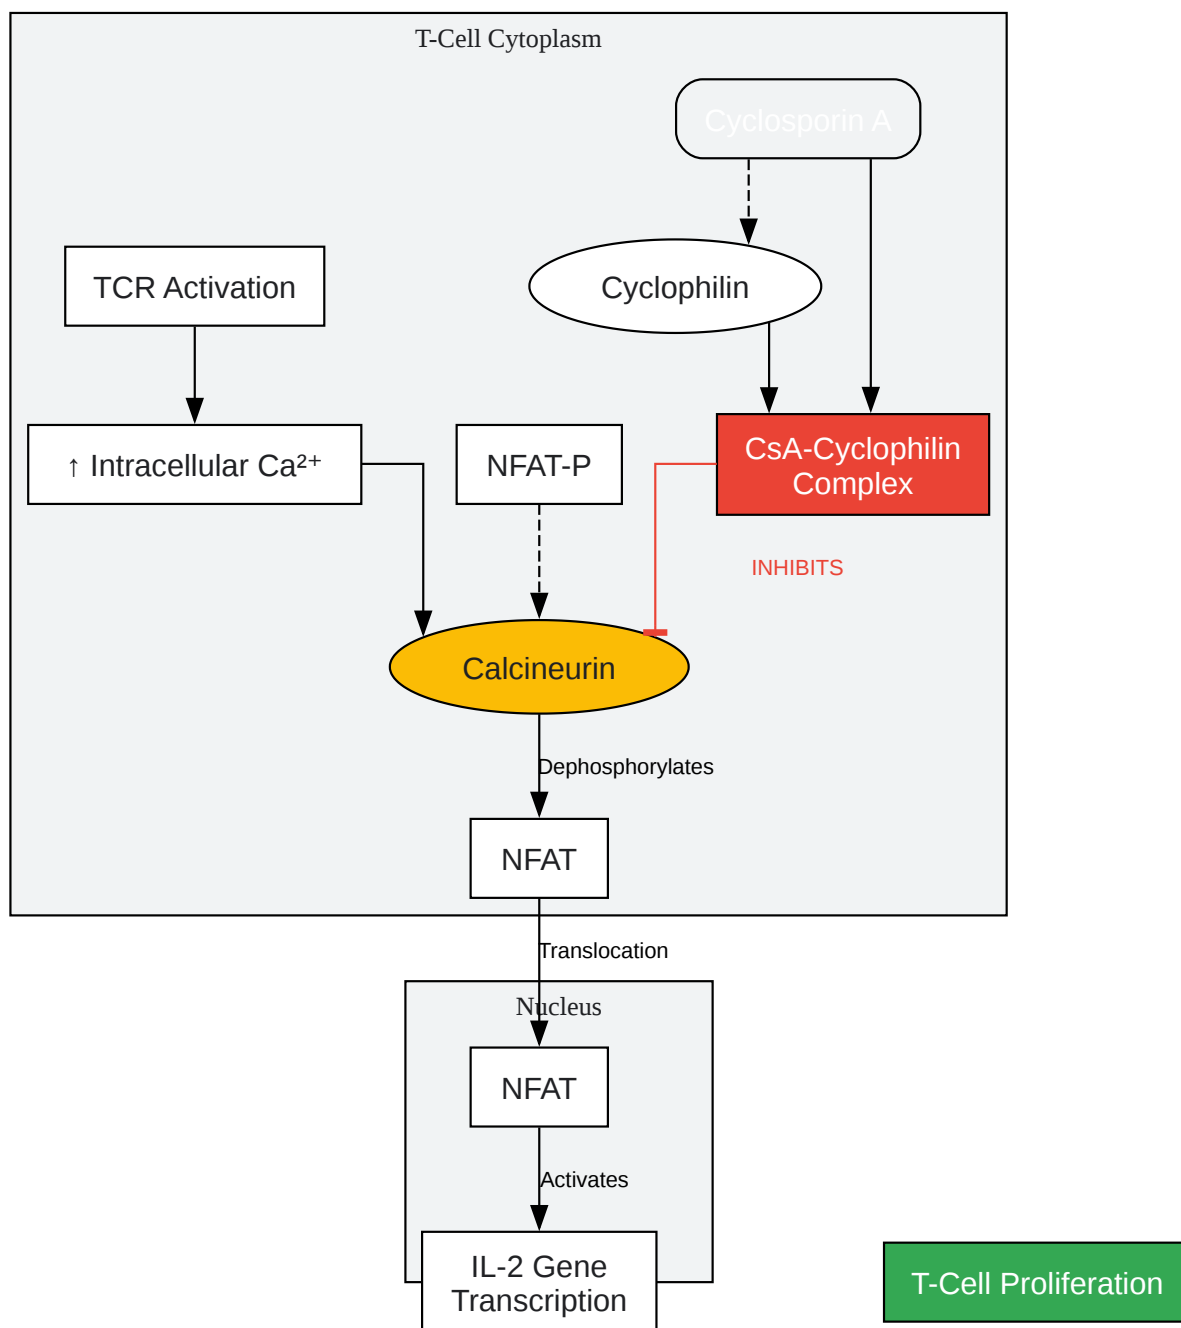 T-Cell Cytoplasm
Cyclosporin A
TCR Activation
Cyclophilin
↑ Intracellular Ca²⁺
NFAT-P
CsA-Cyclophilin
Complex
INHIBITS
Calcineurin
Dephosphorylates
NFAT
Translocation
Nucleus
NFAT
Activates
IL-2 Gene
Transcription
T-Cell Proliferation